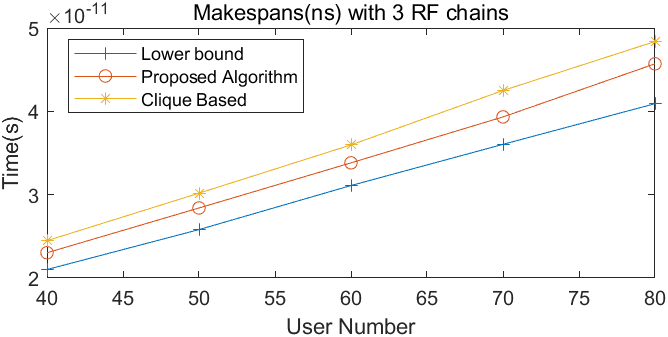 Makespans(ns) with 3 RF chains
×10⁻¹¹
5
4
3
2
Time(s)
Lower bound
Proposed Algorithm
Clique Based
40 45 50 55 60 65 70 75 80
User Number